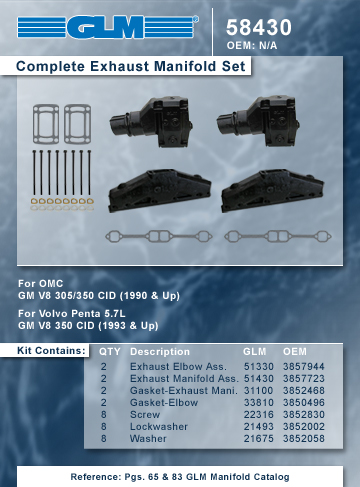 GLM
58430
OEM: N/A
Complete Exhaust Manifold Set
For OMC
GM V8 305/350 CID (1990 & Up)
For Volvo Penta 5.7L
GM V8 350 CID (1993 & Up)
Kit Contains:
QTY Description GLM OEM
2 Exhaust Elbow Ass. 51330 3857944
2 Exhaust Manifold Ass. 51430 3857723
2 Gasket-Exhaust Mani. 31100 3852468
2 Gasket-Elbow 33810 3850496
8 Screw 22316 3852830
8 Lockwasher 21493 3852002
8 Washer 21675 3852058
Reference: Pgs. 65 & 83 GLM Manifold Catalog